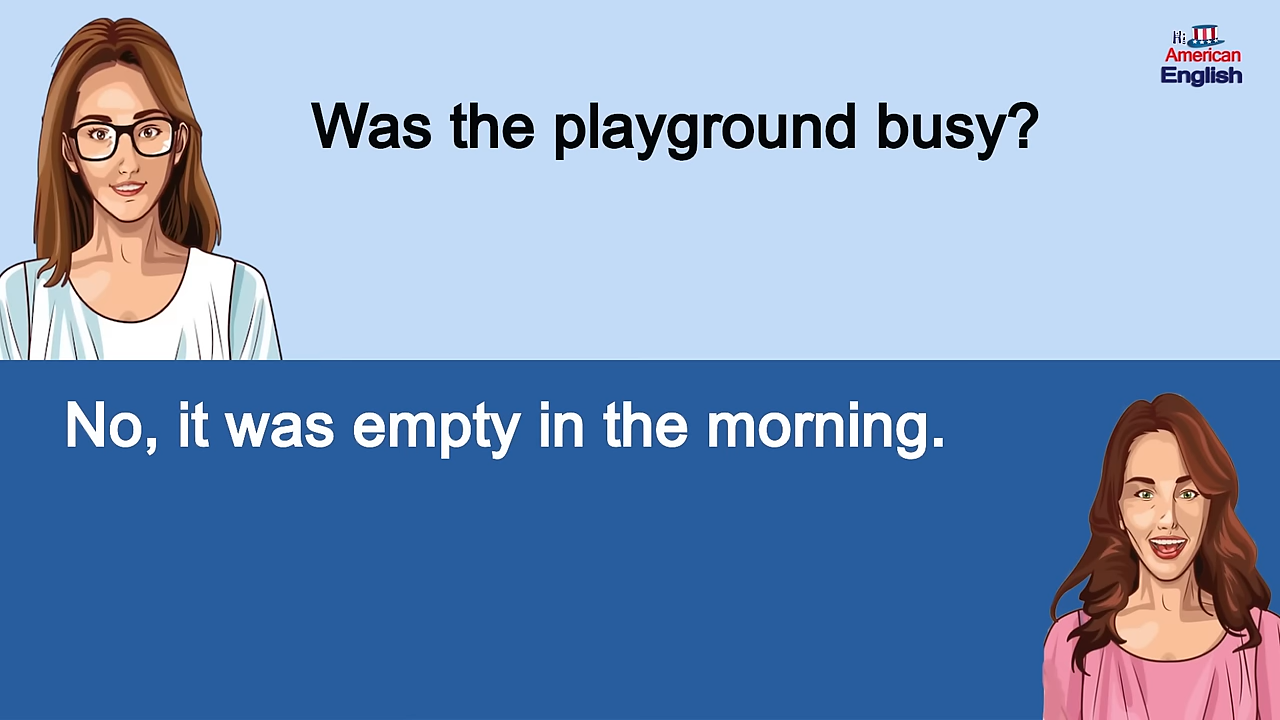 Hi
American
English
Was the playground busy?
No, it was empty in the morning.